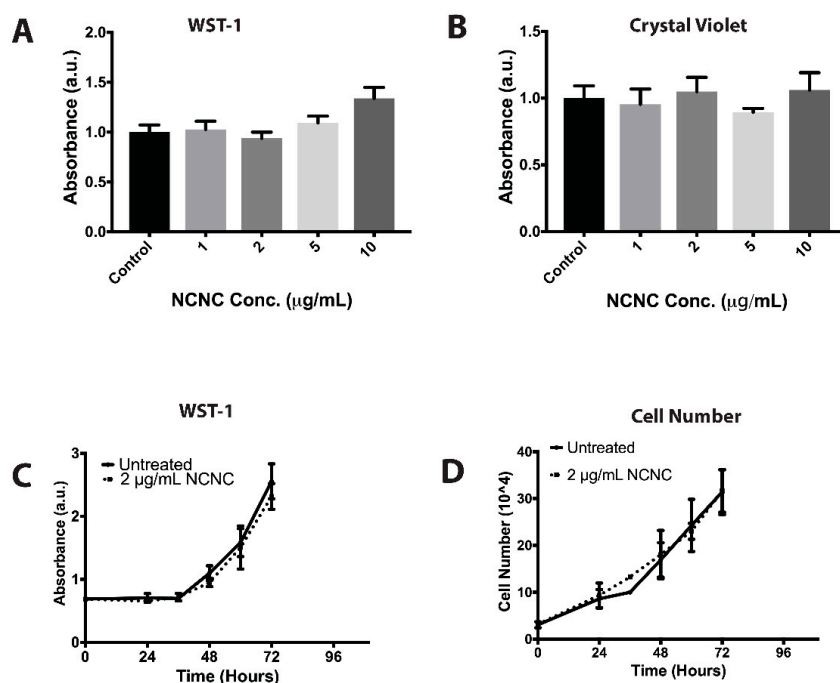 A
WST-1
Absorbance (a.u.)
2.0
1.5
1.0
0.5
0.0
Control
1
2
5
10
NCNC Conc. (μg/mL)
B
Crystal Violet
Absorbance (a.u.)
1.5
1.0
0.5
0.0
Control
1
2
5
10
NCNC Conc. (μg/mL)
C
WST-1
Absorbance (a.u.)
3
2
1
0
Untreated
2 μg/mL NCNC
0 24 48 72 96
Time (Hours)
D
Cell Number
Cell Number (10^4)
40
30
20
10
0
Untreated
2 μg/mL NCNC
0 24 48 72 96
Time (Hours)